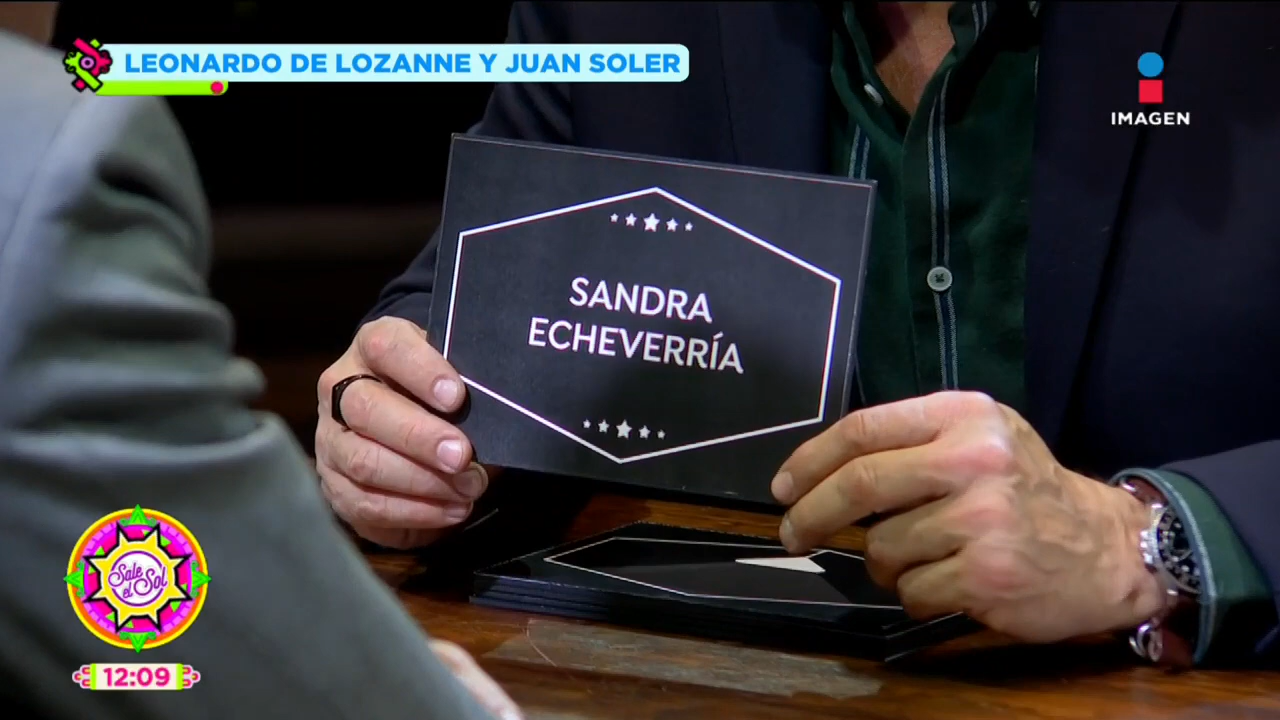 LEONARDO DE LOZANNE Y JUAN SOLER
IMAGEN
SANDRA
ECHEVERRÍA
Sale
el Sol
12:09